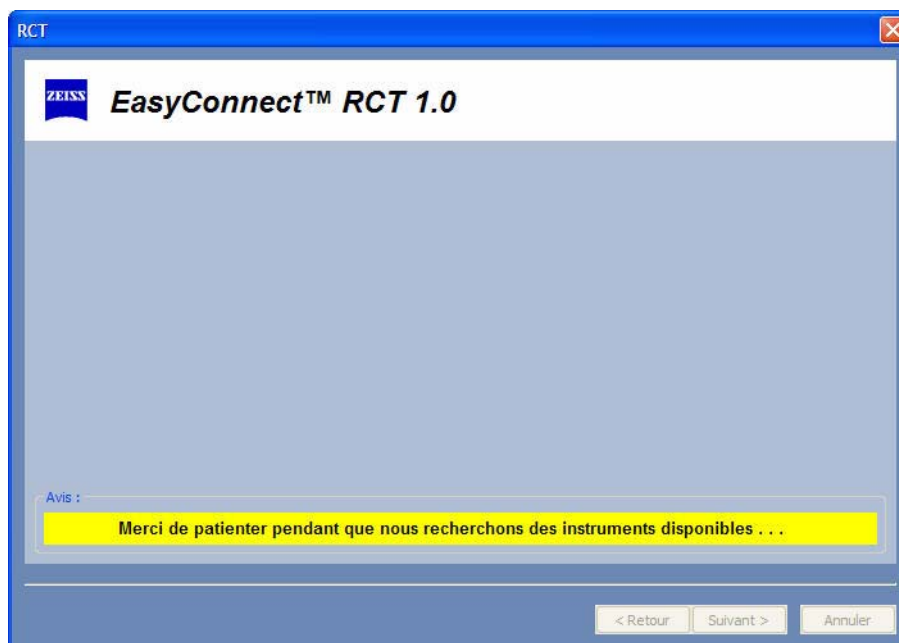 RCT
ZEISS
EasyConnect™ RCT 1.0
Avis :
Merci de patienter pendant que nous recherchons des instruments disponibles . . .
< Retour Suivant > Annuler